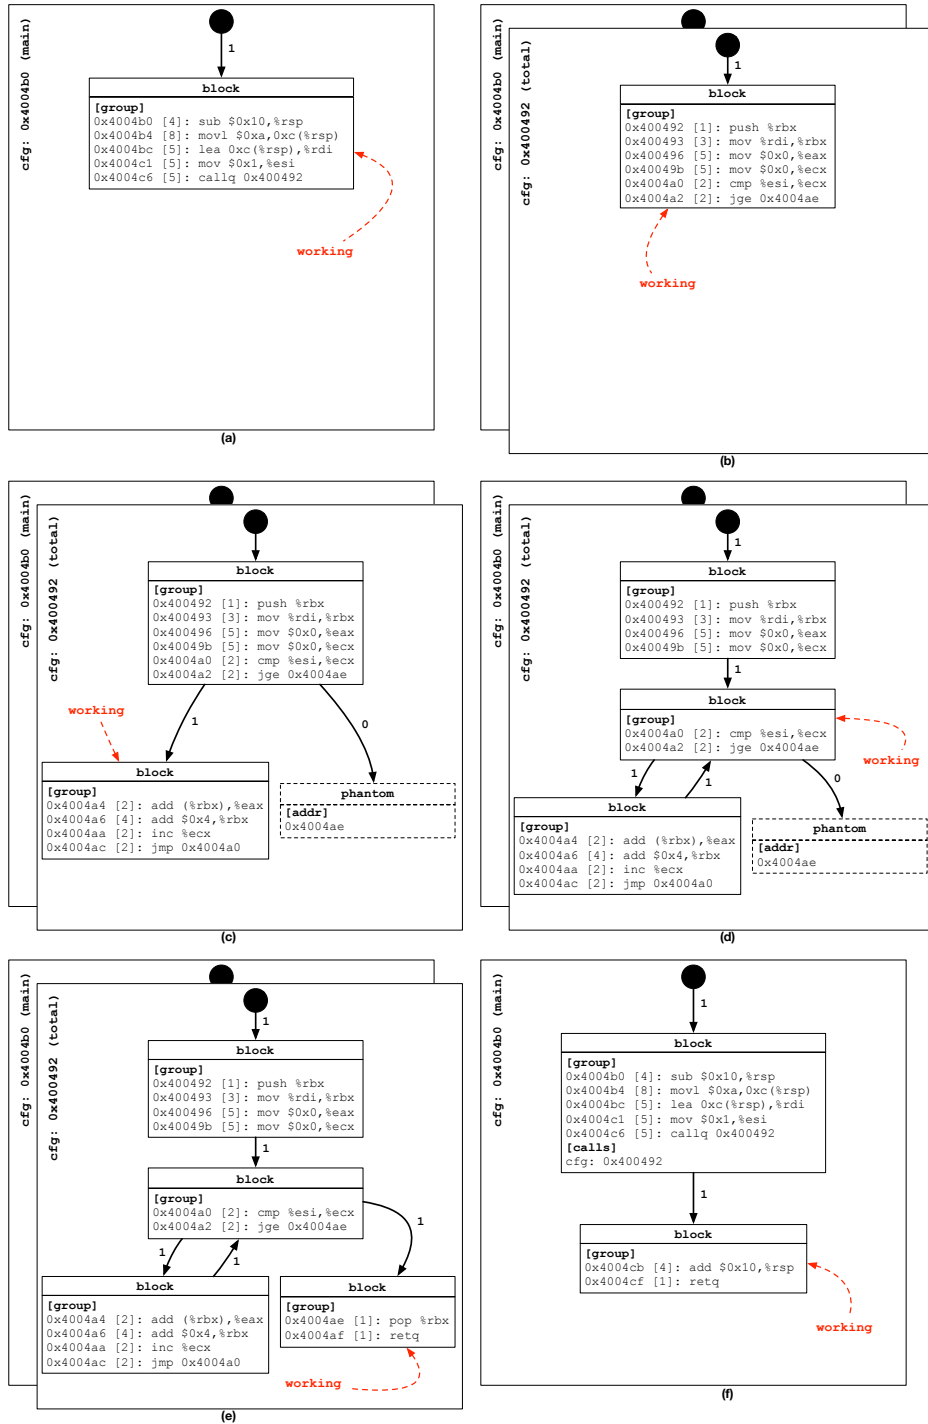 cfg: 0x4004b0 (main)
1
block
[group]
0x4004b0 [4]: sub $0x10,%rsp
0x4004b4 [8]: movl $0xa,0xc(%rsp)
0x4004bc [5]: lea 0xc(%rsp),%rdi
0x4004c1 [5]: mov $0x1,%esi
0x4004c6 [5]: callq 0x400492
working
(a)
cfg: 0x4004b0 (main)
cfg: 0x400492 (total)
1
block
[group]
0x400492 [1]: push %rbx
0x400493 [3]: mov %rdi,%rbx
0x400496 [5]: mov $0x0,%eax
0x40049b [5]: mov $0x0,%ecx
0x4004a0 [2]: cmp %esi,%ecx
0x4004a2 [2]: jge 0x4004ae
working
(b)
cfg: 0x4004b0 (main)
cfg: 0x400492 (total)
block
[group]
0x400492 [1]: push %rbx
0x400493 [3]: mov %rdi,%rbx
0x400496 [5]: mov $0x0,%eax
0x40049b [5]: mov $0x0,%ecx
0x4004a0 [2]: cmp %esi,%ecx
0x4004a2 [2]: jge 0x4004ae
working
1
0
block
[group]
0x4004a4 [2]: add (%rbx),%eax
0x4004a6 [4]: add $0x4,%rbx
0x4004aa [2]: inc %ecx
0x4004ac [2]: jmp 0x4004a0
phantom
[addr]
0x4004ae
(c)
cfg: 0x4004b0 (main)
cfg: 0x400492 (total)
1
block
[group]
0x400492 [1]: push %rbx
0x400493 [3]: mov %rdi,%rbx
0x400496 [5]: mov $0x0,%eax
0x40049b [5]: mov $0x0,%ecx
1
block
[group]
0x4004a0 [2]: cmp %esi,%ecx
0x4004a2 [2]: jge 0x4004ae
working
1
1
0
block
[group]
0x4004a4 [2]: add (%rbx),%eax
0x4004a6 [4]: add $0x4,%rbx
0x4004aa [2]: inc %ecx
0x4004ac [2]: jmp 0x4004a0
phantom
[addr]
0x4004ae
(d)
cfg: 0x4004b0 (main)
cfg: 0x400492 (total)
1
block
[group]
0x400492 [1]: push %rbx
0x400493 [3]: mov %rdi,%rbx
0x400496 [5]: mov $0x0,%eax
0x40049b [5]: mov $0x0,%ecx
1
block
[group]
0x4004a0 [2]: cmp %esi,%ecx
0x4004a2 [2]: jge 0x4004ae
1
1
1
block
[group]
0x4004a4 [2]: add (%rbx),%eax
0x4004a6 [4]: add $0x4,%rbx
0x4004aa [2]: inc %ecx
0x4004ac [2]: jmp 0x4004a0
block
[group]
0x4004ae [1]: pop %rbx
0x4004af [1]: retq
working
(e)
cfg: 0x4004b0 (main)
1
block
[group]
0x4004b0 [4]: sub $0x10,%rsp
0x4004b4 [8]: movl $0xa,0xc(%rsp)
0x4004bc [5]: lea 0xc(%rsp),%rdi
0x4004c1 [5]: mov $0x1,%esi
0x4004c6 [5]: callq 0x400492
[calls]
cfg: 0x400492
1
block
[group]
0x4004cb [4]: add $0x10,%rsp
0x4004cf [1]: retq
working
(f)